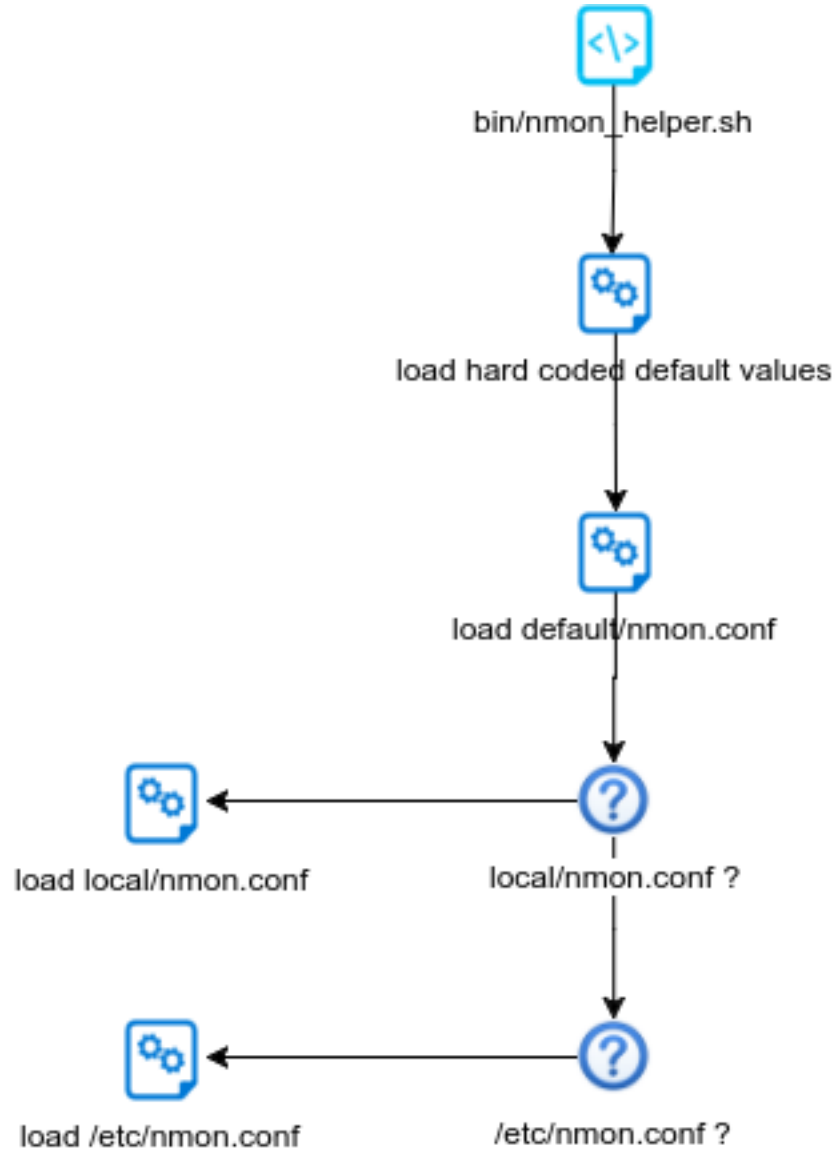 bin/nmon_helper.sh
load hard coded default values
load default/nmon.conf
load local/nmon.conf
local/nmon.conf ?
load /etc/nmon.conf
/etc/nmon.conf ?